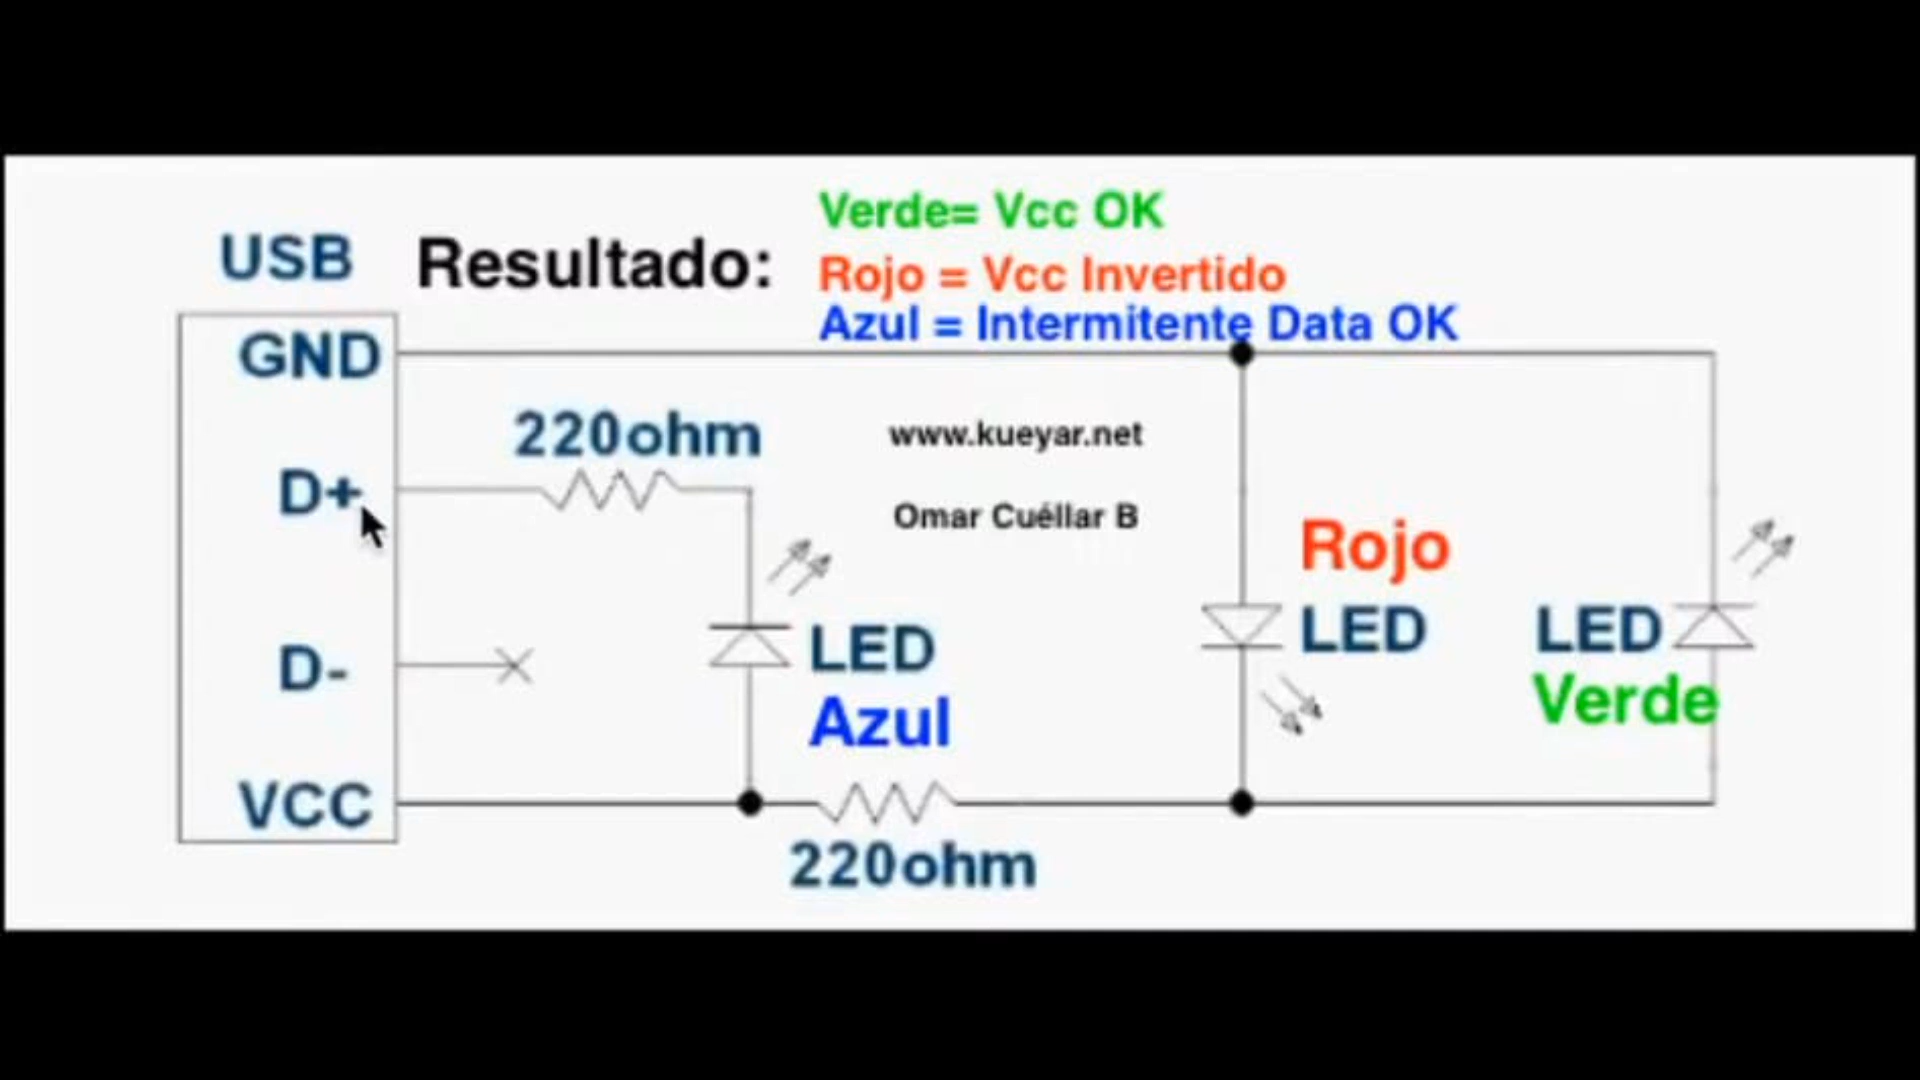 USB
Resultado:
Verde= Vcc OK
Rojo = Vcc Invertido
Azul = Intermitente Data OK
GND
220ohm
www.kueyar.net
D+
Omar Cuéllar B
Rojo
LED
LED
Verde
LED
Azul
D-
VCC
220ohm